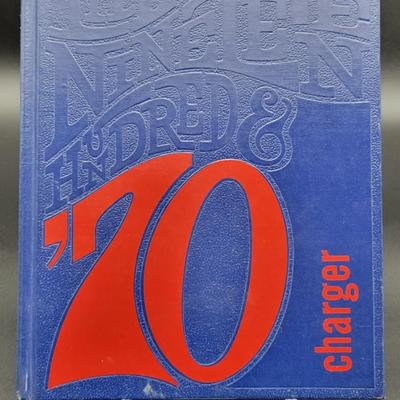 NINETEEN
HUNDRED &
'70
charger